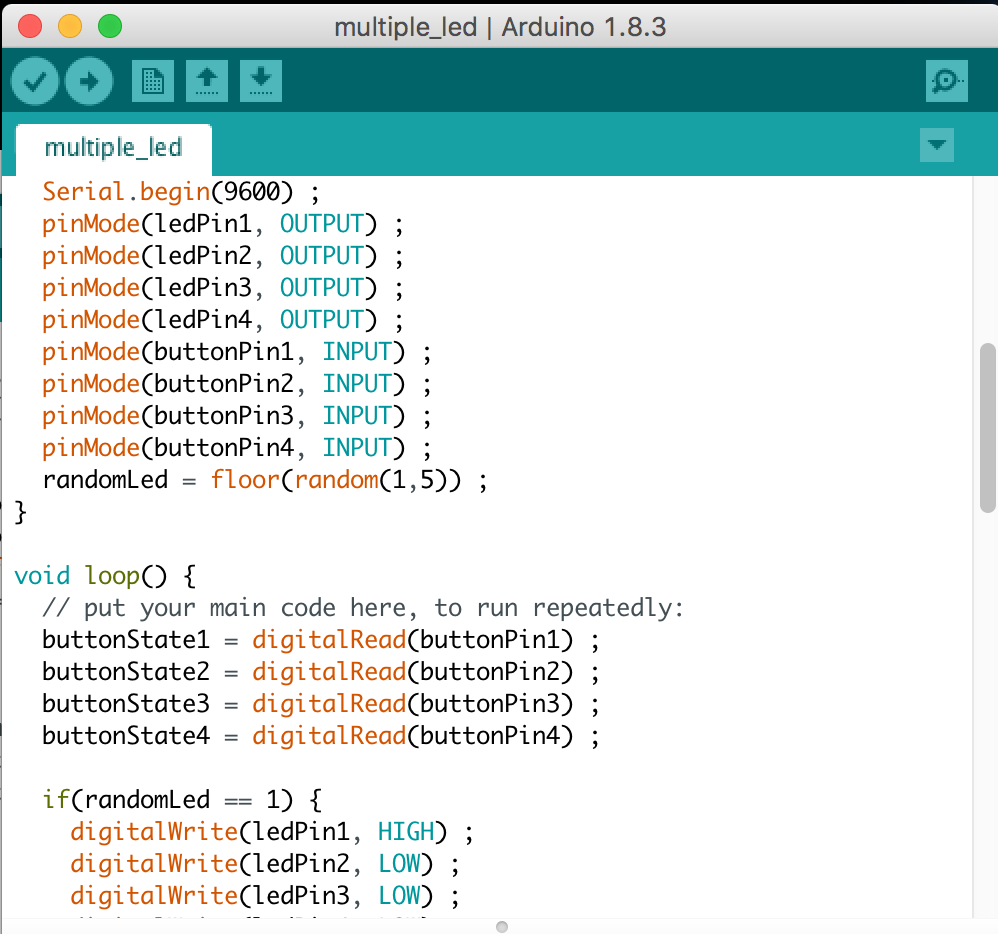 multiple_led | Arduino 1.8.3
multiple_led
Serial.begin(9600) ;
pinMode(ledPin1, OUTPUT) ;
pinMode(ledPin2, OUTPUT) ;
pinMode(ledPin3, OUTPUT) ;
pinMode(ledPin4, OUTPUT) ;
pinMode(buttonPin1, INPUT) ;
pinMode(buttonPin2, INPUT) ;
pinMode(buttonPin3, INPUT) ;
pinMode(buttonPin4, INPUT) ;
randomLed = floor(random(1,5)) ;
}
void loop() {
// put your main code here, to run repeatedly:
buttonState1 = digitalRead(buttonPin1) ;
buttonState2 = digitalRead(buttonPin2) ;
buttonState3 = digitalRead(buttonPin3) ;
buttonState4 = digitalRead(buttonPin4) ;
if(randomLed == 1) {
digitalWrite(ledPin1, HIGH) ;
digitalWrite(ledPin2, LOW) ;
digitalWrite(ledPin3, LOW) ;